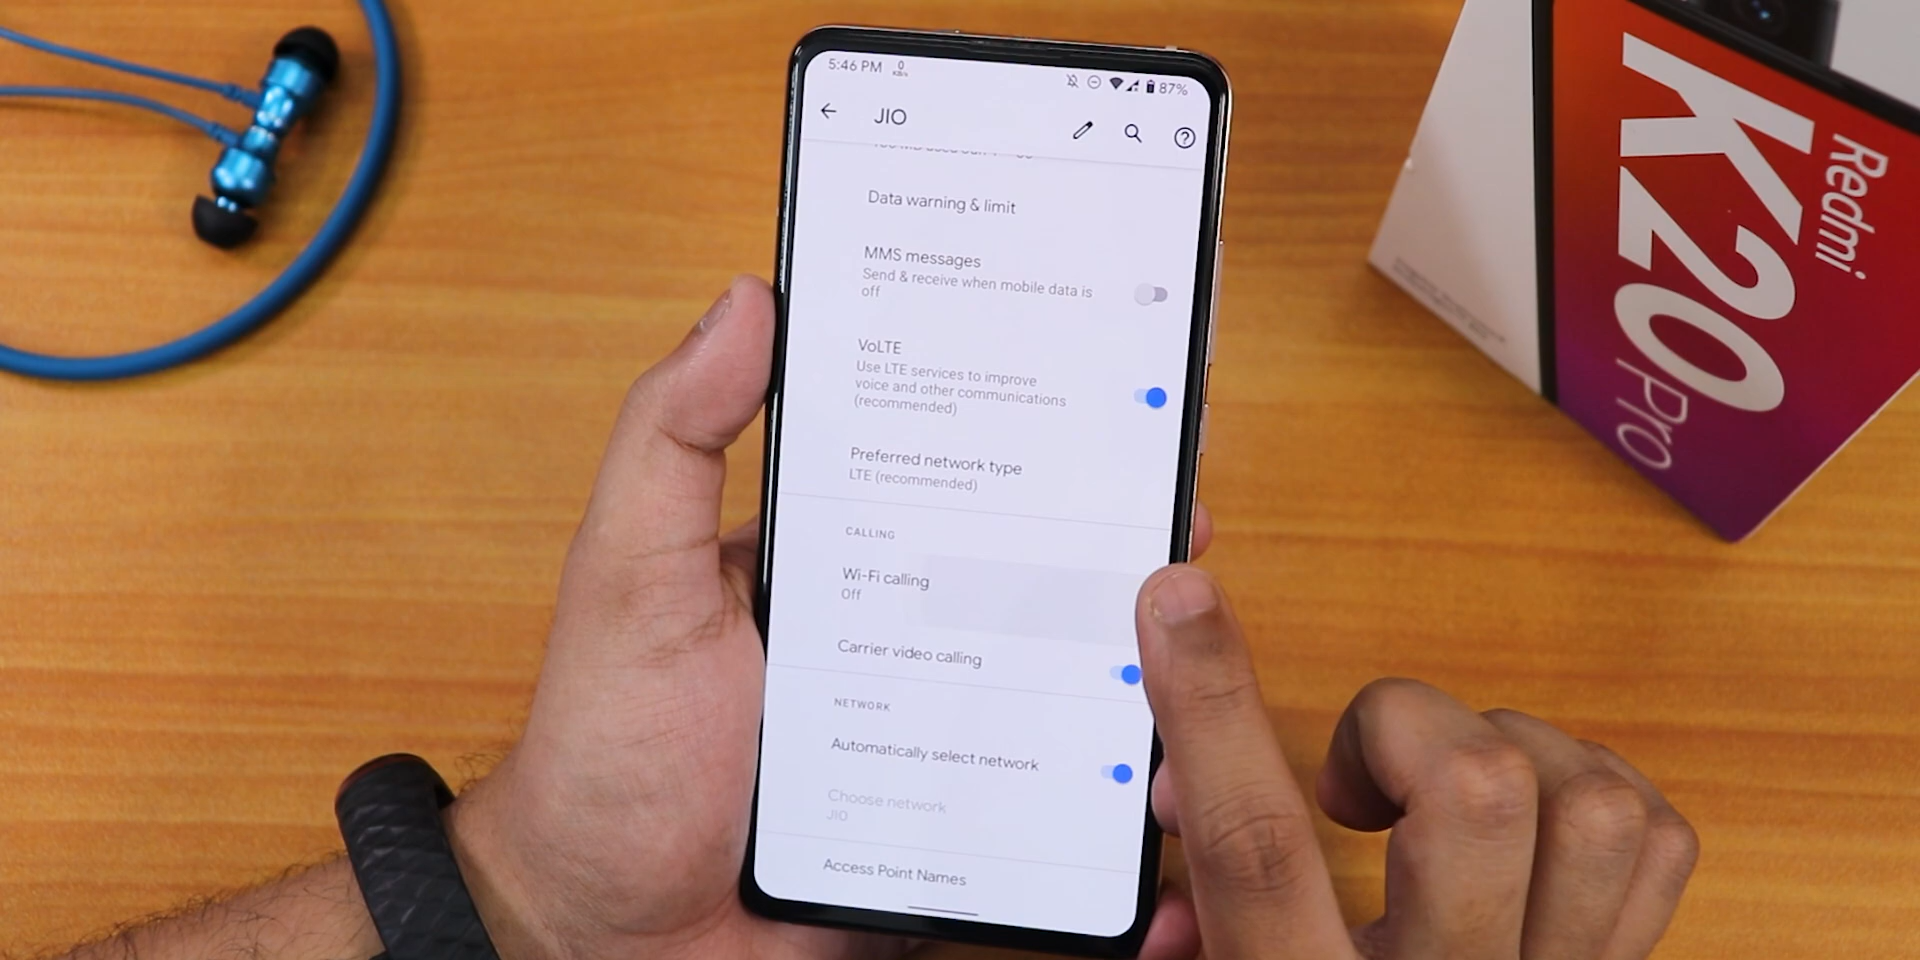 5:46 PM
0
KB/s
87%
JIO
Data warning & limit
MMS messages
Send & receive when mobile data is
off
VoLTE
Use LTE services to improve
voice and other communications
(recommended)
Preferred network type
LTE (recommended)
CALLING
Wi-Fi calling
Off
Carrier video calling
NETWORK
Automatically select network
Choose network
JIO
Access Point Names
Redmi
K20
Pro